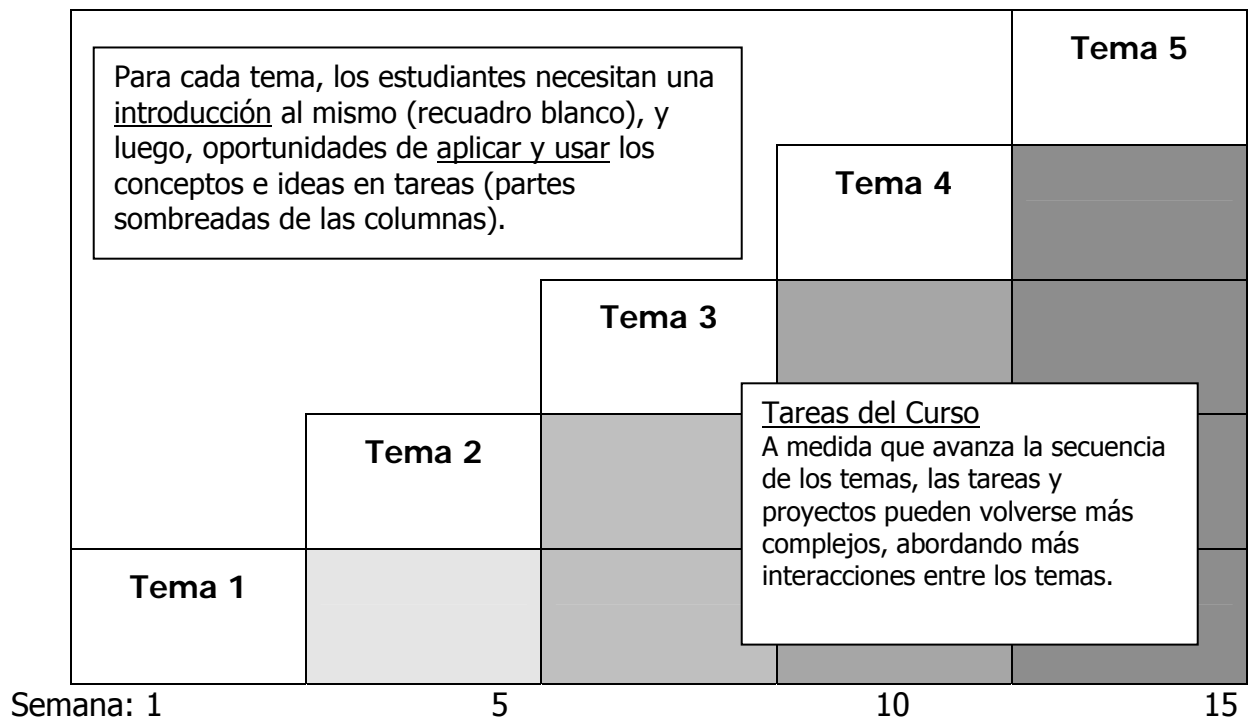 Tema 5
Para cada tema, los estudiantes necesitan una
introducción al mismo (recuadro blanco), y
luego, oportunidades de aplicar y usar los
conceptos e ideas en tareas (partes
sombreadas de las columnas).
Tema 4
Tema 3
Tareas del Curso
A medida que avanza la secuencia
de los temas, las tareas y
proyectos pueden volverse más
complejos, abordando más
interacciones entre los temas.
Tema 2
Tema 1
Semana: 1 5 10 15